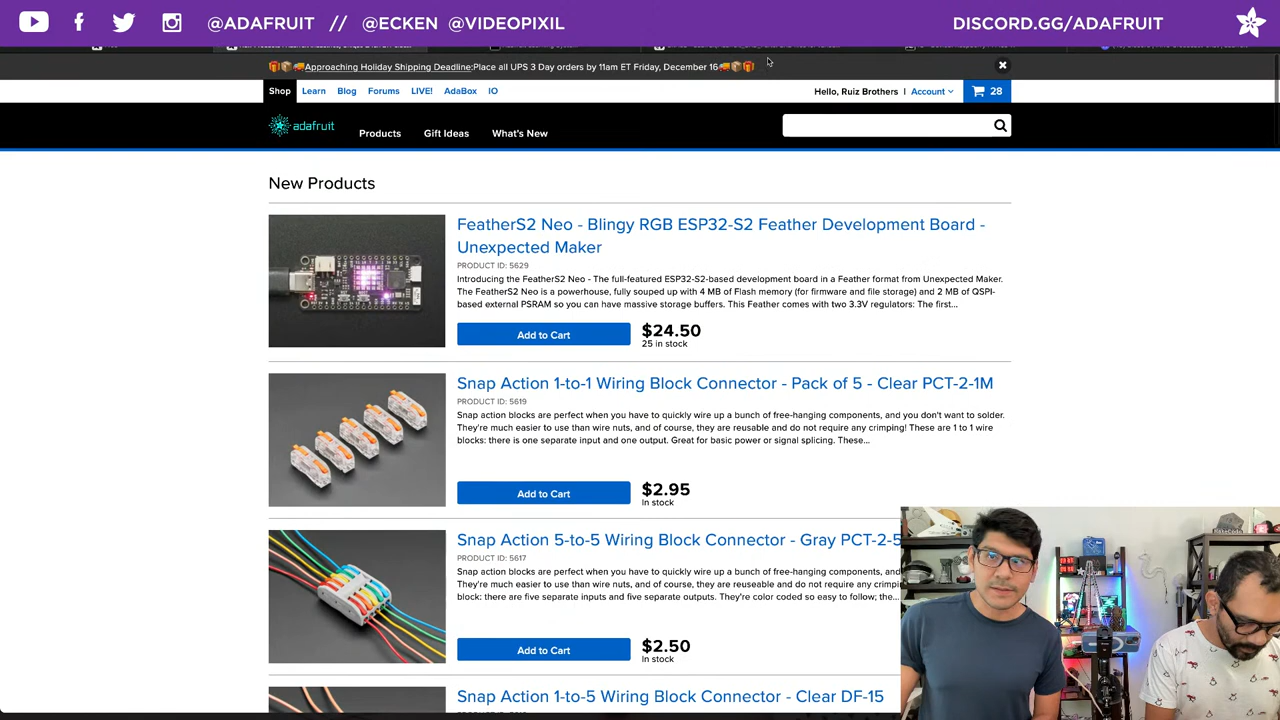 @ADAFRUIT // @ECKEN @VIDEOPIXIL
DISCORD.GG/ADAFRUIT
Approaching Holiday Shipping Deadline:Place all UPS 3 Day orders by 11am ET Friday, December 16
Shop Learn Blog Forums LIVE! AdaBox IO
Hello, Ruiz Brothers | Account 28
adafruit Products Gift Ideas What's New
New Products
FeatherS2 Neo - Blingy RGB ESP32-S2 Feather Development Board -
Unexpected Maker
PRODUCT ID: 5629
Introducing the FeatherS2 Neo - The full-featured ESP32-S2-based development board in a Feather format from Unexpected Maker.
The FeatherS2 Neo is a powerhouse, fully souped up with 4 MB of Flash memory (for firmware and file storage) and 2 MB of QSPI-
based external PSRAM so you can have massive storage buffers. This Feather comes with two 3.3V regulators: The first...
Add to Cart $24.50
25 in stock
Snap Action 1-to-1 Wiring Block Connector - Pack of 5 - Clear PCT-2-1M
PRODUCT ID: 5619
Snap action blocks are perfect when you have to quickly wire up a bunch of free-hanging components, and you don't want to solder.
They're much easier to use than wire nuts, and of course, they are reusable and do not require any crimping! These are 1 to 1 wire
blocks: there is one separate input and one output. Great for basic power or signal splicing. These...
Add to Cart $2.95
In stock
Snap Action 5-to-5 Wiring Block Connector - Gray PCT-2-5
PRODUCT ID: 5617
Snap action blocks are perfect when you have to quickly wire up a bunch of free-hanging components, and
They're much easier to use than wire nuts, and of course, they are reuseable and do not require any crimpi
block: there are five separate inputs and five separate outputs. They're color coded so easy to follow; the...
Add to Cart $2.50
In stock
Snap Action 1-to-5 Wiring Block Connector - Clear DF-15